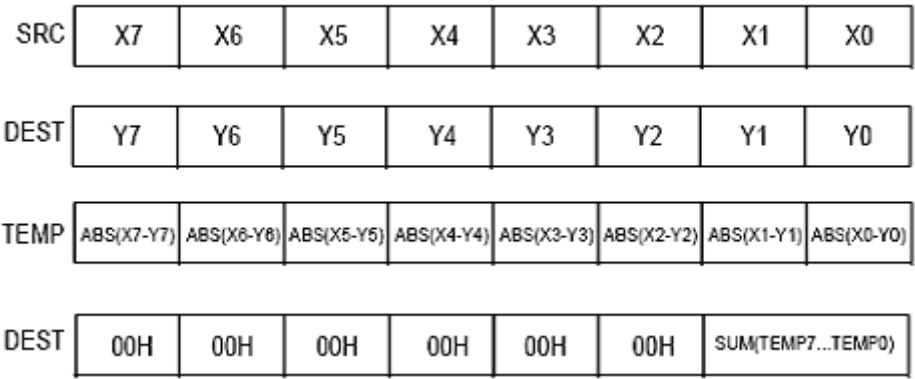 SRC X7 X6 X5 X4 X3 X2 X1 X0
DEST Y7 Y6 Y5 Y4 Y3 Y2 Y1 Y0
TEMP ABS(X7-Y7) ABS(X6-Y6) ABS(X5-Y5) ABS(X4-Y4) ABS(X3-Y3) ABS(X2-Y2) ABS(X1-Y1) ABS(X0-Y0)
DEST 00H 00H 00H 00H 00H 00H SUM(TEMP7...TEMP0)